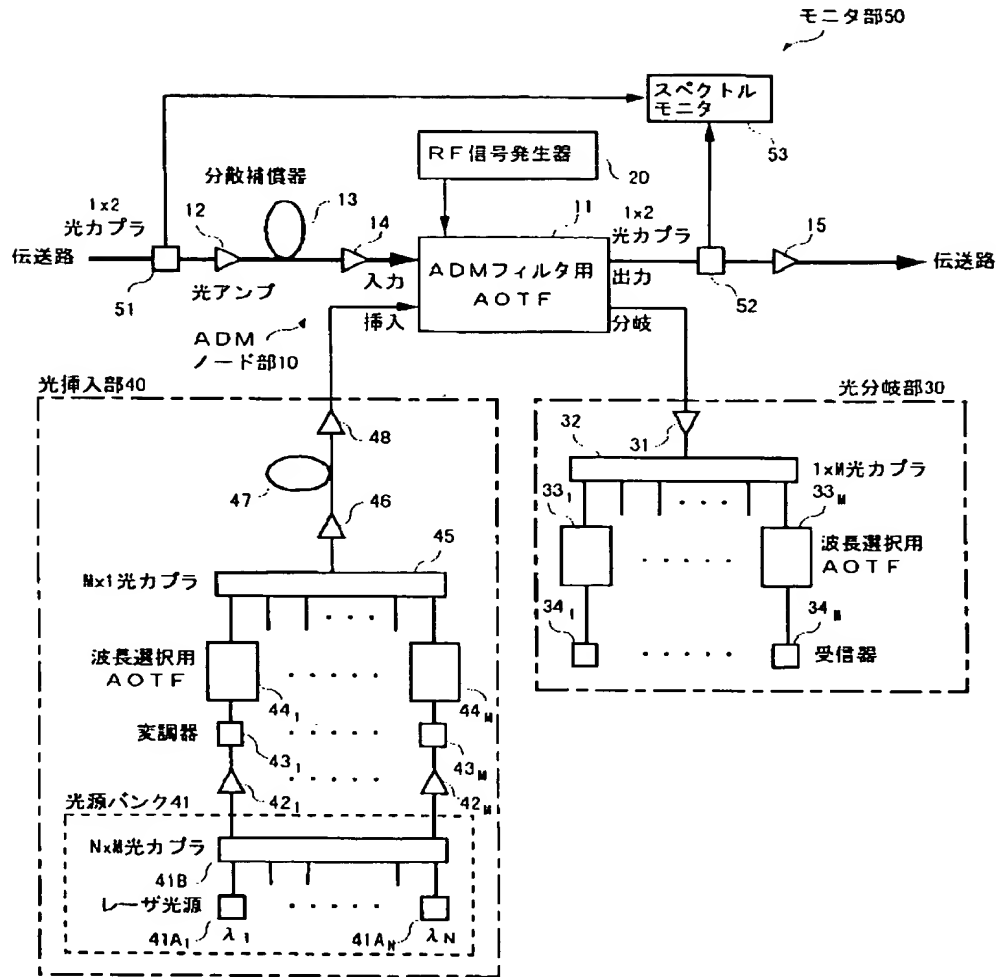 モニタ部50
スペクトル
モニタ
53
RF信号発生器
20
分散補償器
13
1x2
光カプラ
12
14
11
1x2
光カプラ
15
伝送路
51
光アンプ
入力
ADMフィルタ用
AOTF
出力
52
伝送路
挿入
分岐
ADM
ノード部10
光挿入部40
光分岐部30
48
31
32
1xM光カプラ
47
46
33₁
33M
45
波長選択用
AOTF
Mx1光カプラ
34₁
34M
受信器
波長選択用
AOTF
44₁
44M
変調器
43₁
43M
42₁
42M
光源バンク41
NxM光カプラ
41B
レーザ光源
41A₁
λ1
41AN
λN